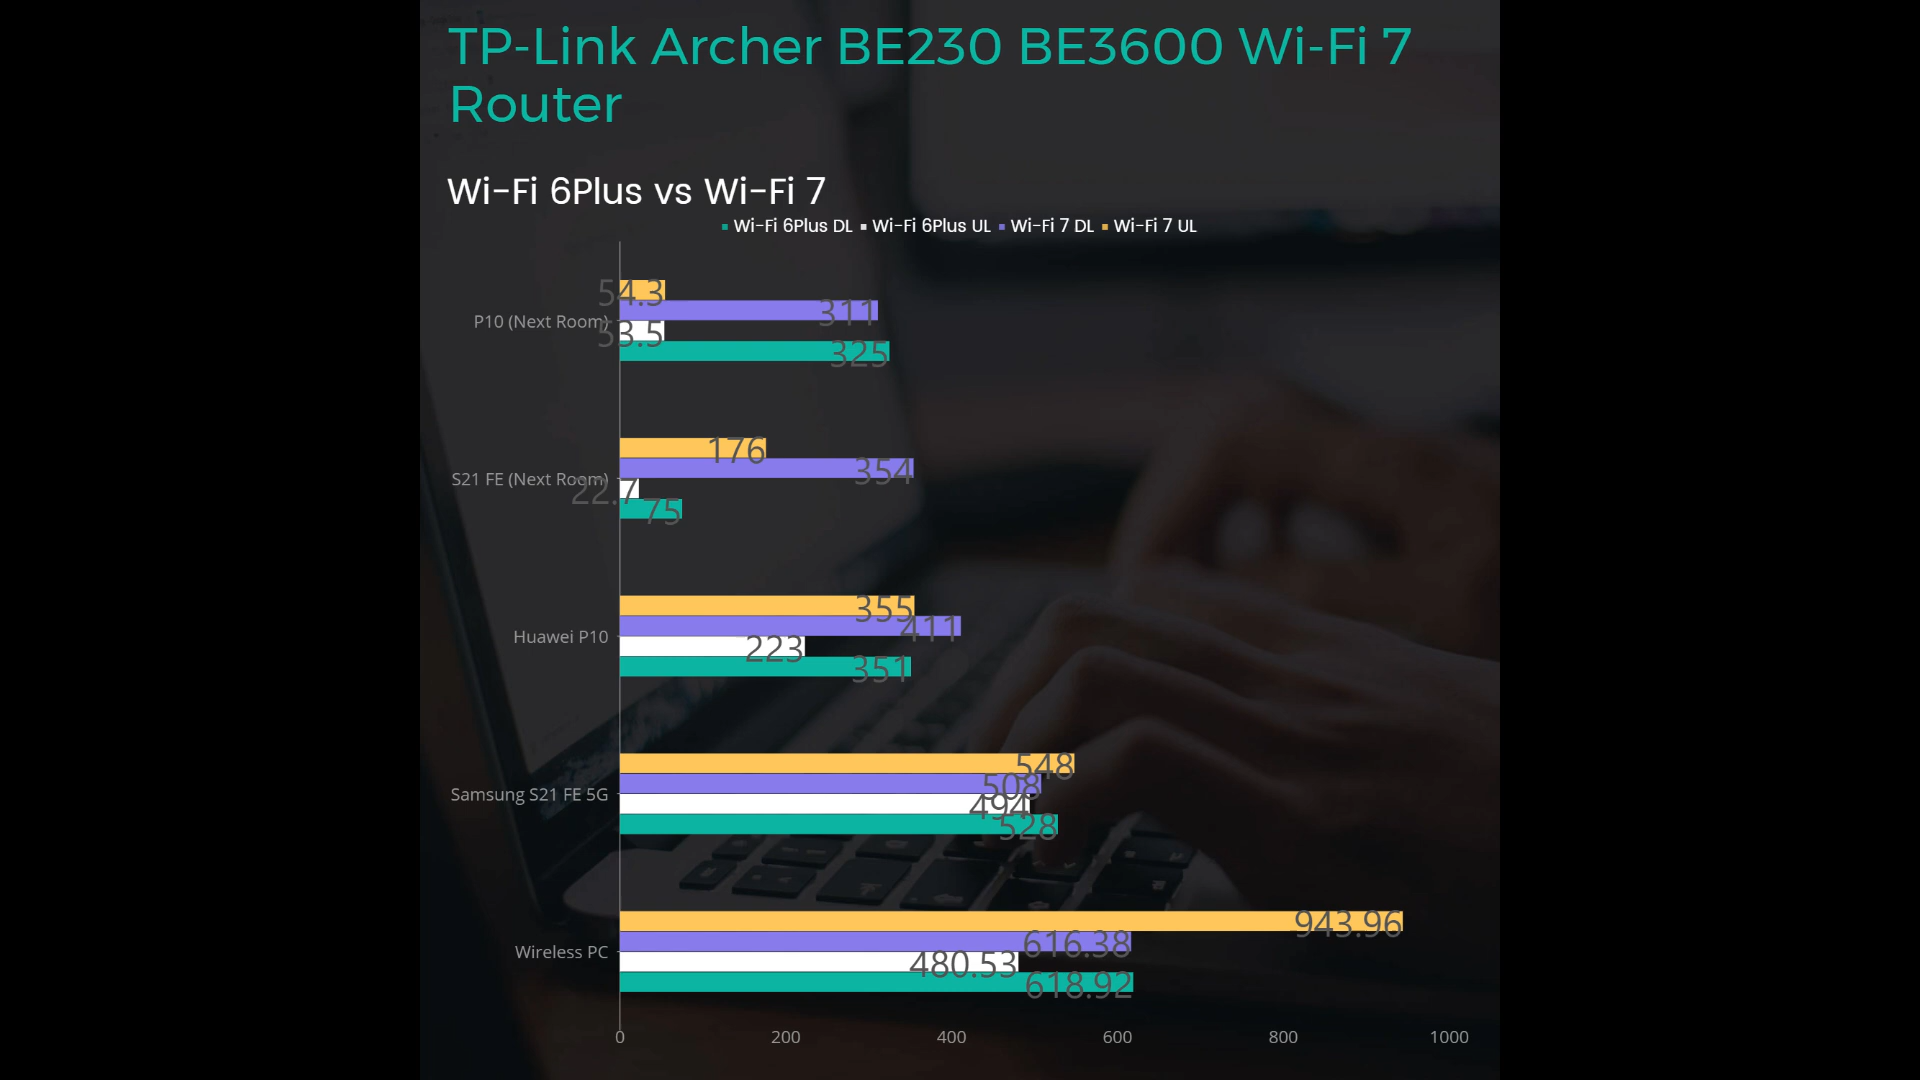 TP-Link Archer BE230 BE3600 Wi-Fi 7
Router
Wi-Fi 6Plus vs Wi-Fi 7
Wi-Fi 6Plus DL Wi-Fi 6Plus UL Wi-Fi 7 DL Wi-Fi 7 UL
54.3
311
P10 (Next Room)
53.5
325
176
354
S21 FE (Next Room)
22.7
75
355
411
Huawei P10
223
351
548
508
Samsung S21 FE 5G
494
528
943.96
616.38
Wireless PC
480.53
618.92
0 200 400 600 800 1000